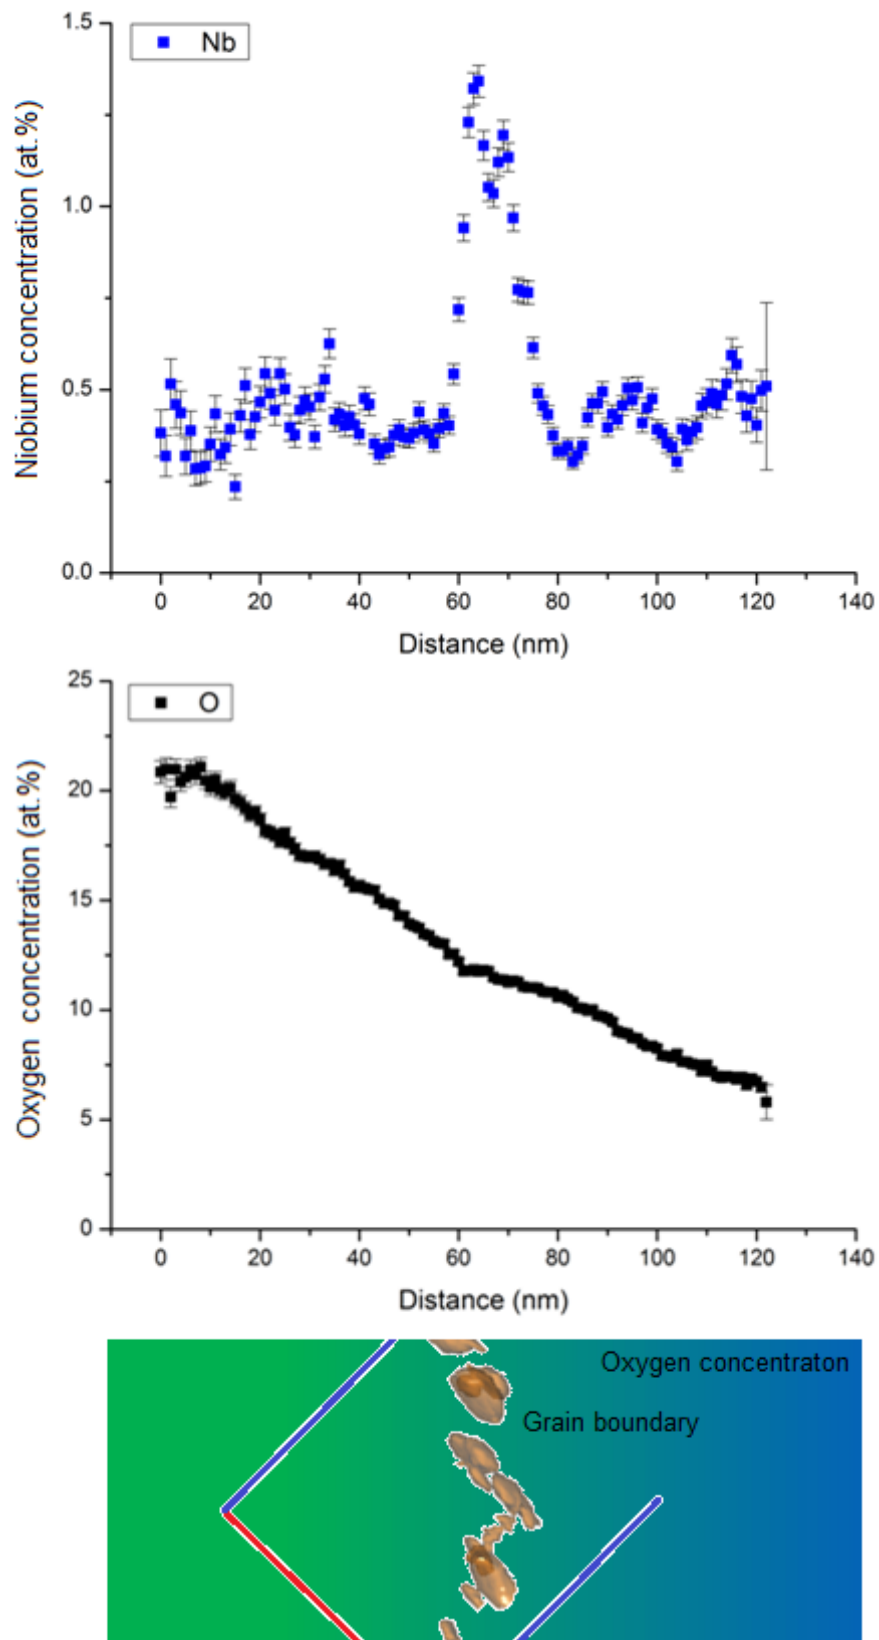 Nb
Niobium concentration (at.%)
1.5
1.0
0.5
0.0
0 20 40 60 80 100 120 140
Distance (nm)
O
Oxygen concentration (at.%)
25
20
15
10
5
0
0 20 40 60 80 100 120 140
Distance (nm)
Oxygen concentraton
Grain boundary